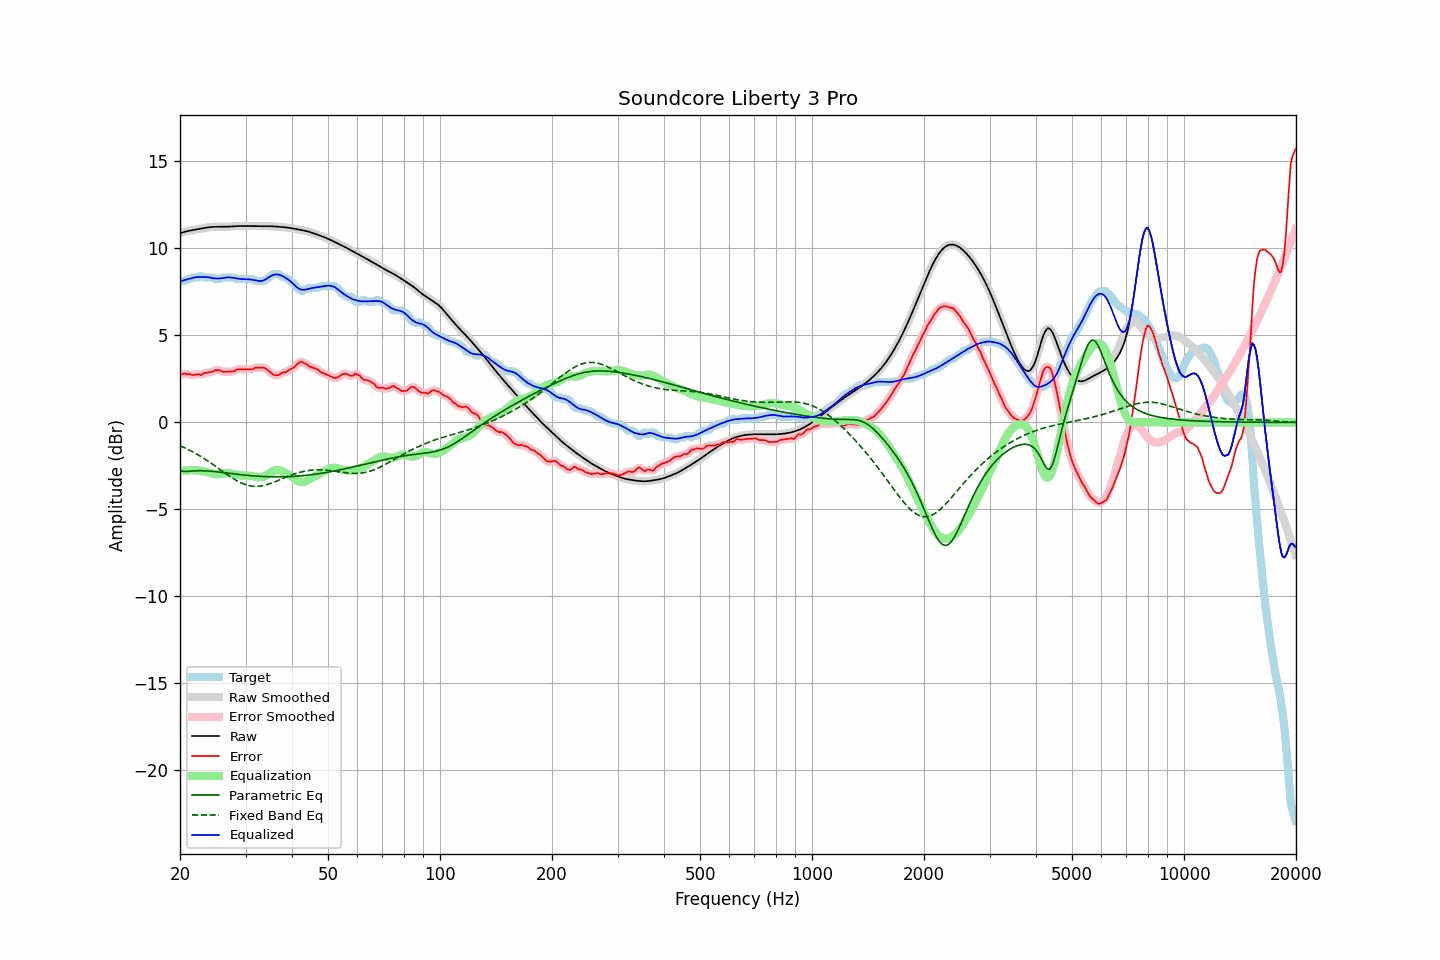 Soundcore Liberty 3 Pro
Amplitude (dBr)
15
10
5
0
−5
−10
−15
−20
Target
Raw Smoothed
Error Smoothed
Raw
Error
Equalization
Parametric Eq
Fixed Band Eq
Equalized
20 50 100 200 500 1000 2000 5000 10000 20000
Frequency (Hz)